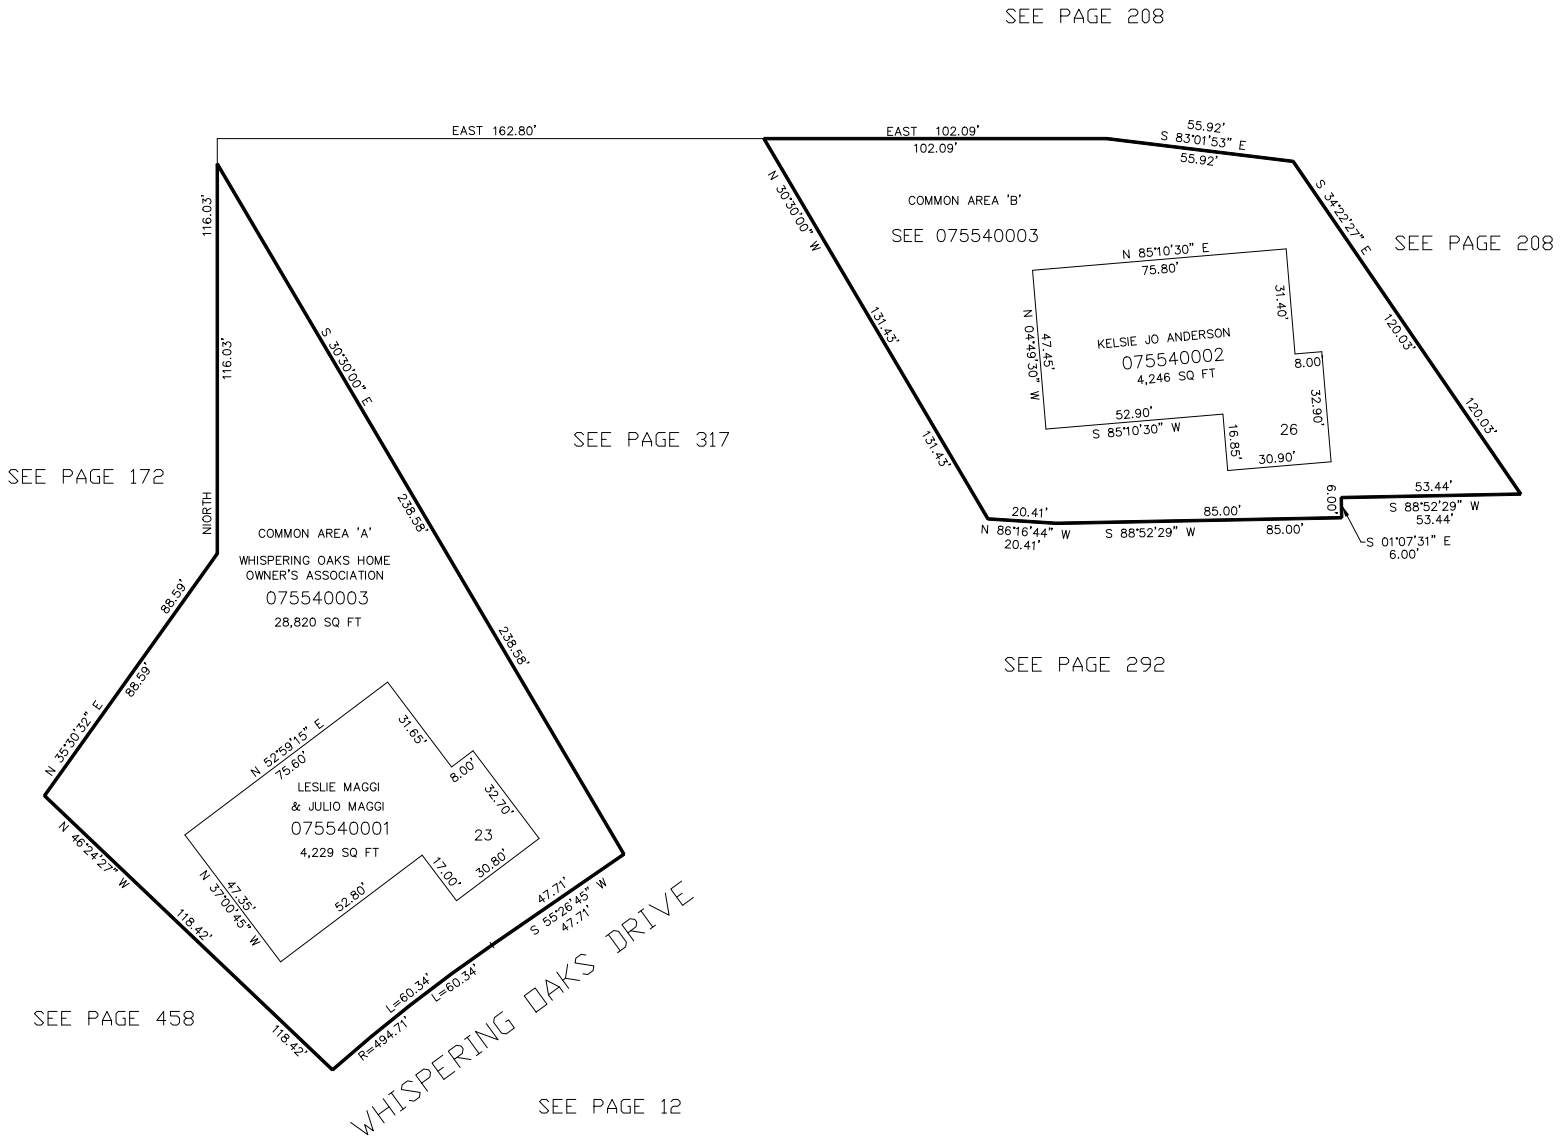 SEE PAGE 208
EAST 162.80'
EAST 102.09'
102.09'
55.92'
S 83°01'53" E
55.92'
N 30°30'00" W
COMMON AREA 'B'
SEE 075540003
S 34°22'27" E
SEE PAGE 208
116.03'
N 85°10'30" E
75.80'
31.40'
131.43'
N 04°49'30" W
47.45'
KELSIE JO ANDERSON
075540002
4,246 SQ FT
8.00'
120.03'
116.03'
S 30°30'00" E
32.90'
52.90'
S 85°10'30" W
16.85'
26
30.90'
120.03'
131.43'
SEE PAGE 317
SEE PAGE 172
NIORTH
238.58'
20.41'
N 86°16'44" W
20.41'
85.00'
S 88°52'29" W
85.00'
6.00'
53.44'
S 88°52'29" W
53.44'
S 01°07'31" E
6.00'
COMMON AREA 'A'
WHISPERING OAKS HOME
OWNER'S ASSOCIATION
075540003
28,820 SQ FT
88.59'
88.59'
238.58'
SEE PAGE 292
N 35°30'32" E
N 52°59'15" E
75.60'
31.65'
8.00'
32.70'
LESLIE MAGGI
& JULIO MAGGI
075540001
4,229 SQ FT
23
N 46°24'27" W
47.35'
N 37°00'45" W
52.80'
17.00'
30.80'
47.71'
S 55°26'45" W
47.71'
118.42'
L=60.34'
L=60.34'
R=494.71'
118.42'
SEE PAGE 458
WHISPERING OAKS DRIVE
SEE PAGE 12